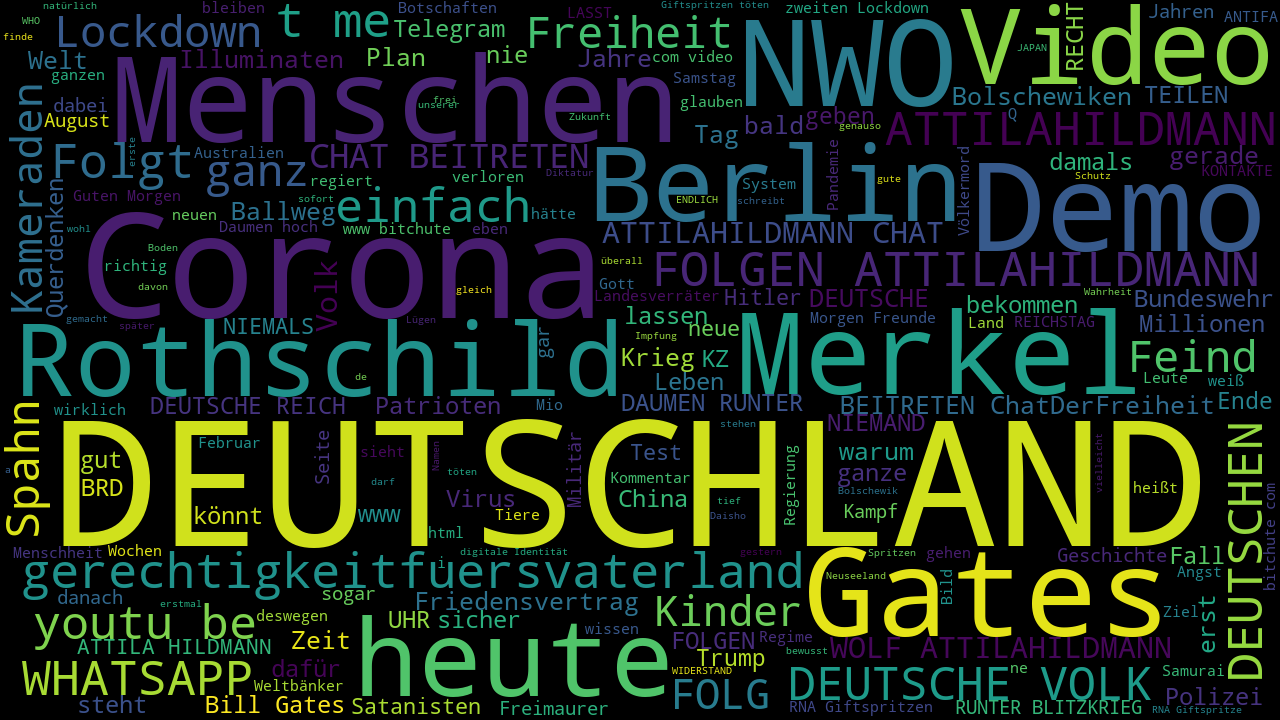 natürlich bleiben Botschaften LASST Giftspritzen töten zweiten Lockdown Jahren ANTIFA
WHO
finde
Lockdown t me Telegram Freiheit NWO Video RECHT
Welt Illuminaten Plan nie Jahre com video JAPAN
ganzen Menschen Samstag
dabei frei unserer glauben Bolschewiken TEILEN
August Zukunft Tag bald geben Q
Kameraden erste genauso ATTILAHILDMANN
Folgt Australien ganz CHAT BEITRETEN Berlin Pandemie Völkermord damals gerade
regiert verloren Diktatur System gute Demo Schutz KONTAKTE
Guten Morgen sofort ENDLICH schreibt
Querdenken neuen Ballweg einfach hätte
wohl Daumen hoch www bitchute eben ATTILAHILDMANN CHAT
Corona Boden
richtig davon überall Gott FOLGEN ATTILAHILDMANN
Volk gleich Landesverräter Hitler DEUTSCHE Wahrheit Bundeswehr
gemacht später NIEMALS Lügen lassen Morgen Freunde bekommen Land REICHSTAG Millionen
Rothschild gar Impfung neue Merkel Feind
Krieg KZ
de Leben Leute weiß
wirklich DEUTSCHE REICH Patrioten Mio DAUMEN RUNTER BEITRETEN ChatDerFreiheit Ende
Spahn DEUTSCHLAND stehen NIEMAND DEUTSCHEN
gut Februar Seite sieht Namen Militär Test Regierung warum vielleicht
a BRD töten Kommentar ganze heißt
darf Virus China tief Bolschewik
könnt www Tiere Daisho Kampf
html
Menschheit Wochen digitale Identität gestern Spritzen gehen Geschichte Fall bitchute com
gerechtigkeitfuersvaterland i Gates Neuseeland Bild Angst
danach sogar Friedensvertrag Kinder Ziel erst
erstmal
youtu be deswegen UHR sicher wissen
ATTILA HILDMANN Zeit heute FOLGEN Regime WOLF ATTILAHILDMANN
bewusst
WHATSAPP dafür Trump WIDERSTAND ne Samurai
Weltbänker FOLG DEUTSCHE VOLK Polizei
steht Bill Gates Satanisten Freimaurer RNA Giftspritzen RUNTER BLITZKRIEG RNA Giftspritze